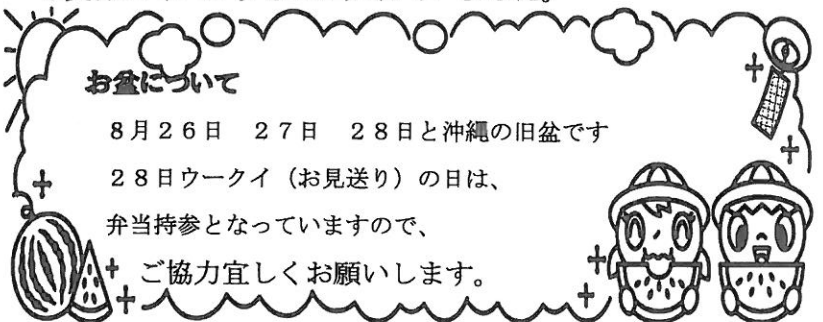 お盆について
8月26日　27日　28日と沖縄の旧盆です
28日ウークイ（お見送り）の日は、
弁当持参となっていますので、
ご協力宜しくお願いします。